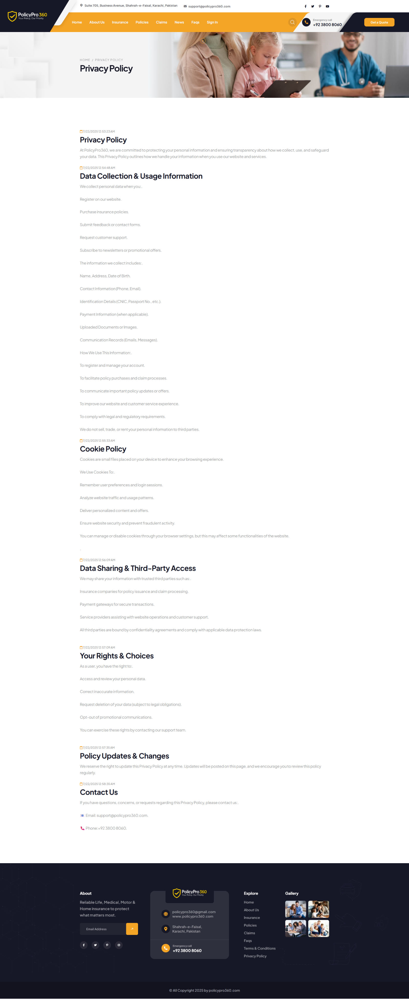 PolicyPro 360
Your Policy, Our Priority
Suite 705, Business Avenue, Shahrah-e-Faisal, Karachi, Pakistan
support@policypro360.com
Home
About Us
Insurance
Policies
Claims
News
Faqs
Sign In
Emergency call
+92 3800 8060
Get a Quote
HOME / PRIVACY POLICY
Privacy Policy
7/22/2025 12:53:23 AM
Privacy Policy
At PolicyPro360, we are committed to protecting your personal information and ensuring transparency about how we collect, use, and safeguard
your data. This Privacy Policy outlines how we handle your information when you use our website and services.
7/22/2025 12:54:48 AM
Data Collection & Usage Information
We collect personal data when you:.
Register on our website.
Purchase insurance policies.
Submit feedback or contact forms.
Request customer support.
Subscribe to newsletters or promotional offers.
The information we collect includes:.
Name, Address, Date of Birth.
Contact Information (Phone, Email).
Identification Details (CNIC, Passport No., etc.).
Payment Information (when applicable).
Uploaded Documents or Images.
Communication Records (Emails, Messages).
How We Use This Information:.
To register and manage your account.
To facilitate policy purchases and claim processes.
To communicate important policy updates or offers.
To improve our website and customer service experience.
To comply with legal and regulatory requirements.
We do not sell, trade, or rent your personal information to third parties.
7/22/2025 12:55:33 AM
Cookie Policy
Cookies are small files placed on your device to enhance your browsing experience.
We Use Cookies To:.
Remember user preferences and login sessions.
Analyze website traffic and usage patterns.
Deliver personalized content and offers.
Ensure website security and prevent fraudulent activity.
You can manage or disable cookies through your browser settings, but this may affect some functionalities of the website.
.
7/22/2025 12:56:09 AM
Data Sharing & Third-Party Access
We may share your information with trusted third parties such as:.
Insurance companies for policy issuance and claim processing.
Payment gateways for secure transactions.
Service providers assisting with website operations and customer support.
All third parties are bound by confidentiality agreements and comply with applicable data protection laws.
7/22/2025 12:57:09 AM
Your Rights & Choices
As a user, you have the right to:.
Access and review your personal data.
Correct inaccurate information.
Request deletion of your data (subject to legal obligations).
Opt-out of promotional communications.
You can exercise these rights by contacting our support team.
7/22/2025 12:57:35 AM
Policy Updates & Changes
We reserve the right to update this Privacy Policy at any time. Updates will be posted on this page, and we encourage you to review this policy
regularly.
7/22/2025 12:58:35 AM
Contact Us
If you have questions, concerns, or requests regarding this Privacy Policy, please contact us:.
Email: support@policypro360.com.
Phone:+92 3800 8060.
About
Reliable Life, Medical, Motor &
Home insurance to protect
what matters most.
Email Address
PolicyPro 360
Your Policy, Our Priority
policypro360@gmail.com
www.policypro360.com
Shahrah-e-Faisal,
Karachi, Pakistan
Emergency call
+92 3800 8060
Explore
Home
About Us
Insurance
Policies
Claims
Faqs
Terms & Conditions
Privacy Policy
Gallery
© All Copyright 2025 by policypro360.com